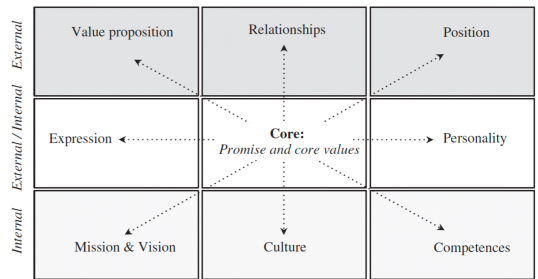 External
Value proposition
Relationships
Position
External / Internal
Expression
Core:
Promise and core values
Personality
Internal
Mission & Vision
Culture
Competences